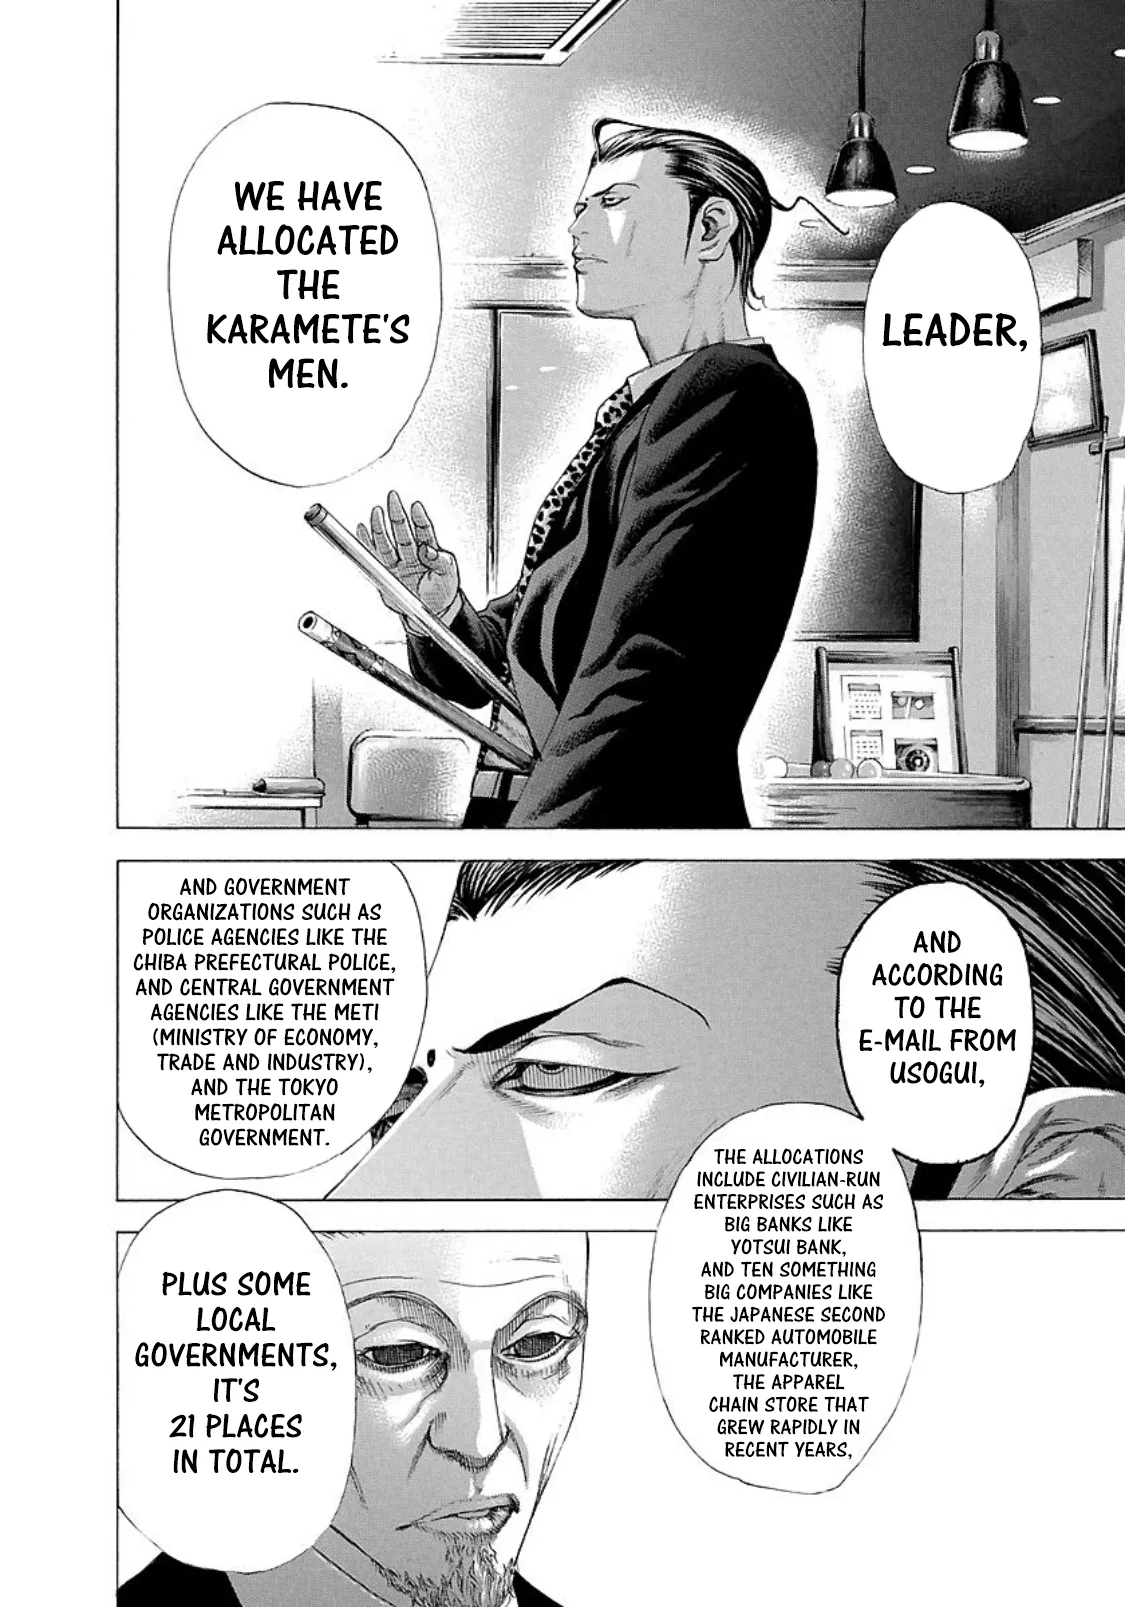 LEADER,
WE HAVE
ALLOCATED
THE
KARAMETE'S
MEN.
AND
ACCORDING
TO THE
E-MAIL FROM
USOGUI,
THE ALLOCATIONS
INCLUDE CIVILIAN-RUN
ENTERPRISES SUCH AS
BIG BANKS LIKE
YOTSUI BANK,
AND TEN SOMETHING
BIG COMPANIES LIKE
THE JAPANESE SECOND
RANKED AUTOMOBILE
MANUFACTURER,
THE APPAREL
CHAIN STORE THAT
GREW RAPIDLY IN
RECENT YEARS,
AND GOVERNMENT
ORGANIZATIONS SUCH AS
POLICE AGENCIES LIKE THE
CHIBA PREFECTURAL POLICE,
AND CENTRAL GOVERNMENT
AGENCIES LIKE THE METI
(MINISTRY OF ECONOMY,
TRADE AND INDUSTRY),
AND THE TOKYO
METROPOLITAN
GOVERNMENT.
PLUS SOME
LOCAL
GOVERNMENTS,
IT'S
21 PLACES
IN TOTAL.